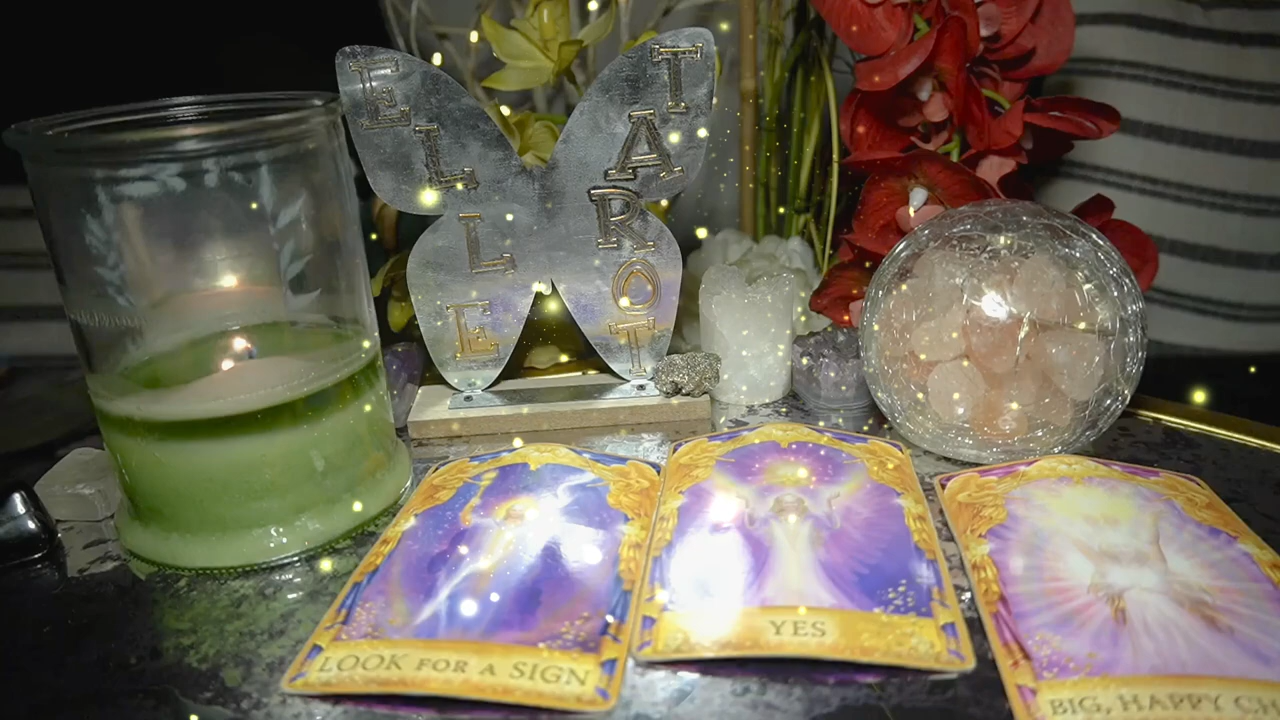 ELLE
TAROT
LOOK FOR A SIGN
YES
BIG, HAPPY